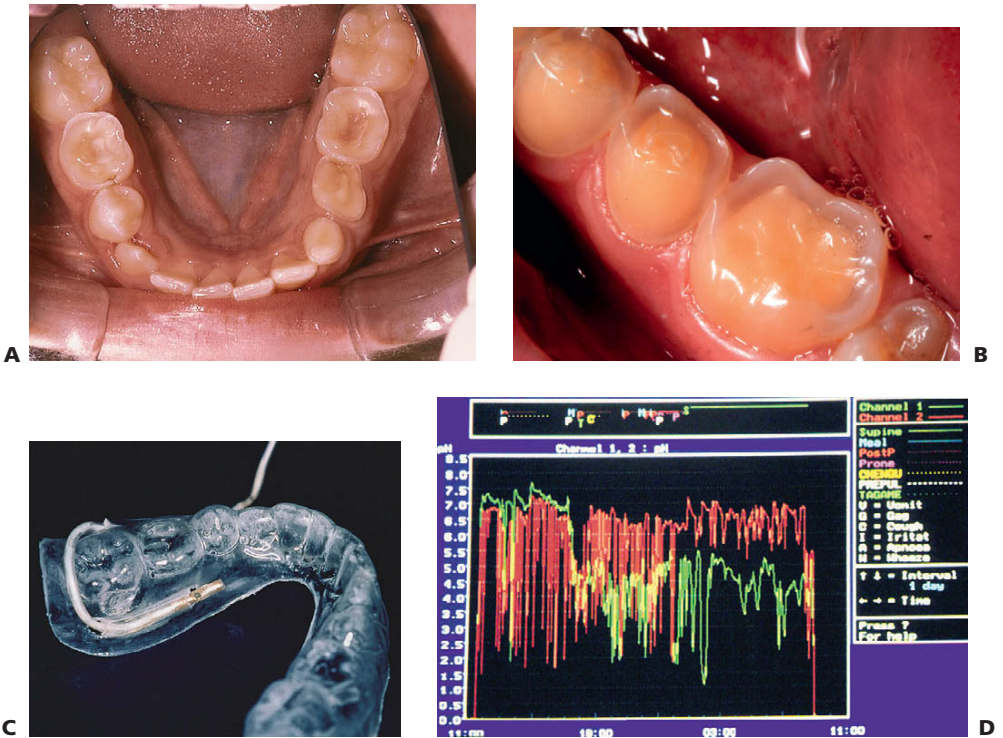 A
B
Channel 1
Channel 2
M P M S
P P P P
T C
pH
Channel 1, 2 : pH
Supine
Meal
PostP
Prone
PREPUL
TAGAME
V = Vomit
G = Gag
C = Cough
I = Irritat
A = Apnoea
W = Wheeze
↑ ↓ = Interval
1 day
← → = Time
Press ?
For help
8.5
8.0
7.5
7.0
6.5
6.0
5.5
5.0
4.5
4.0
3.5
3.0
2.5
2.0
1.5
1.0
0.5
0.0
11:00
19:00
03:00
11:00
C
D